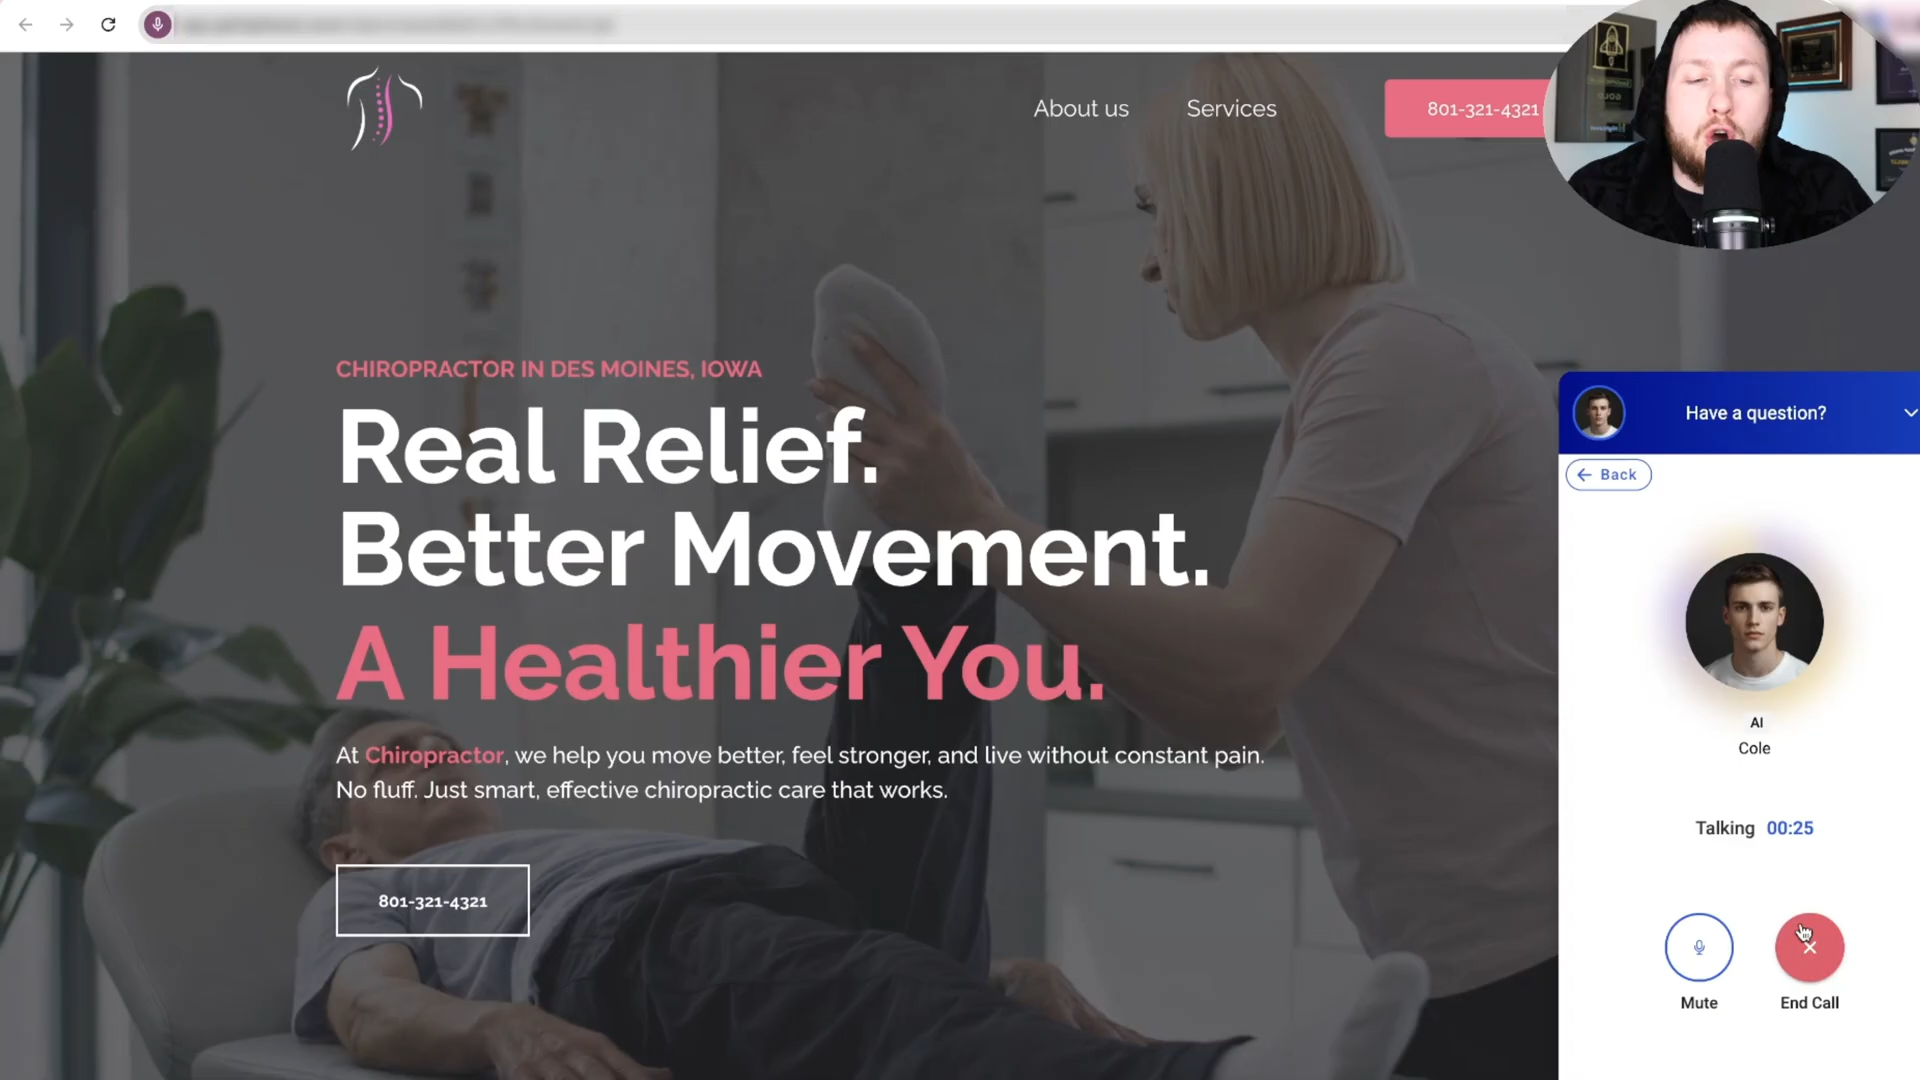 About us
Services
801-321-4321
CHIROPRACTOR IN DES MOINES, IOWA
Real Relief.
Better Movement.
A Healthier You.
At Chiropractor, we help you move better, feel stronger, and live without constant pain.
No fluff. Just smart, effective chiropractic care that works.
801-321-4321
Have a question?
Back
AI
Cole
Talking 00:25
Mute
End Call